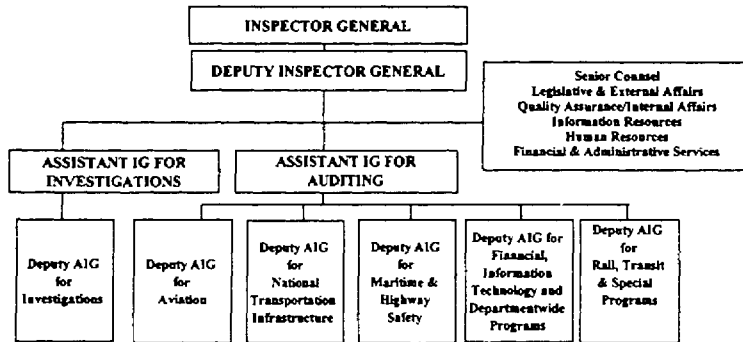 INSPECTOR GENERAL
DEPUTY INSPECTOR GENERAL
Senior Counsel
Legislative & External Affairs
Quality Assurance/Internal Affairs
Information Resources
Human Resources
Financial & Administrative Services
ASSISTANT IG FOR
INVESTIGATIONS
ASSISTANT IG FOR
AUDITING
Deputy AIG
for
Investigations
Deputy AIG
for
Aviation
Deputy AIG
for
National
Transportation
Infrastructure
Deputy AIG
for
Maritime &
Highway
Safety
Deputy AIG for
Financial,
Information
Technology and
Departmentwide
Programs
Deputy AIG
for
Rail, Transit
& Special
Programs